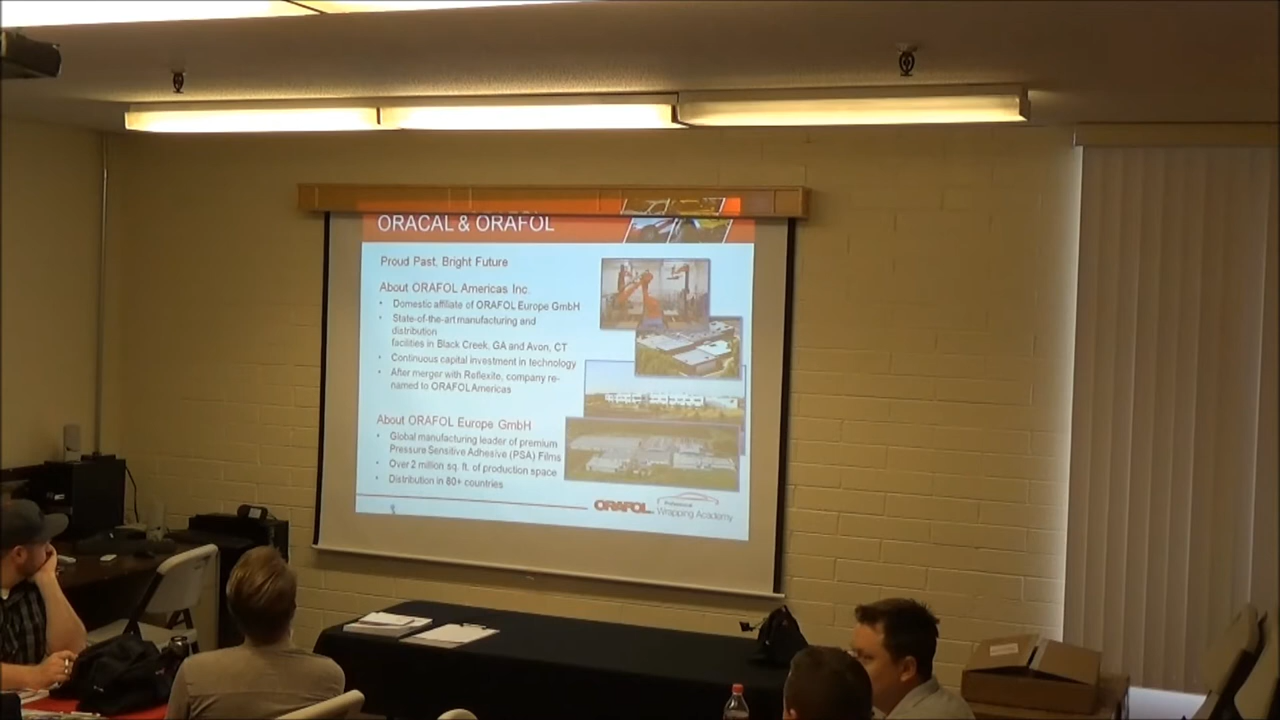 ORACAL & ORAFOL
Proud Past, Bright Future
About ORAFOL Americas Inc.
• Domestic affiliate of ORAFOL Europe GmbH
• State-of-the-art manufacturing and
distribution
facilities in Black Creek, GA and Avon, CT
• Continuous capital investment in technology
• After merger with Reflexite, company re-
named to ORAFOL Americas
About ORAFOL Europe GmbH
• Global manufacturing leader of premium
Pressure Sensitive Adhesive (PSA) Films
• Over 2 million sq. ft. of production space
• Distribution in 80+ countries
ORAFOL
Professional
Wrapping Academy